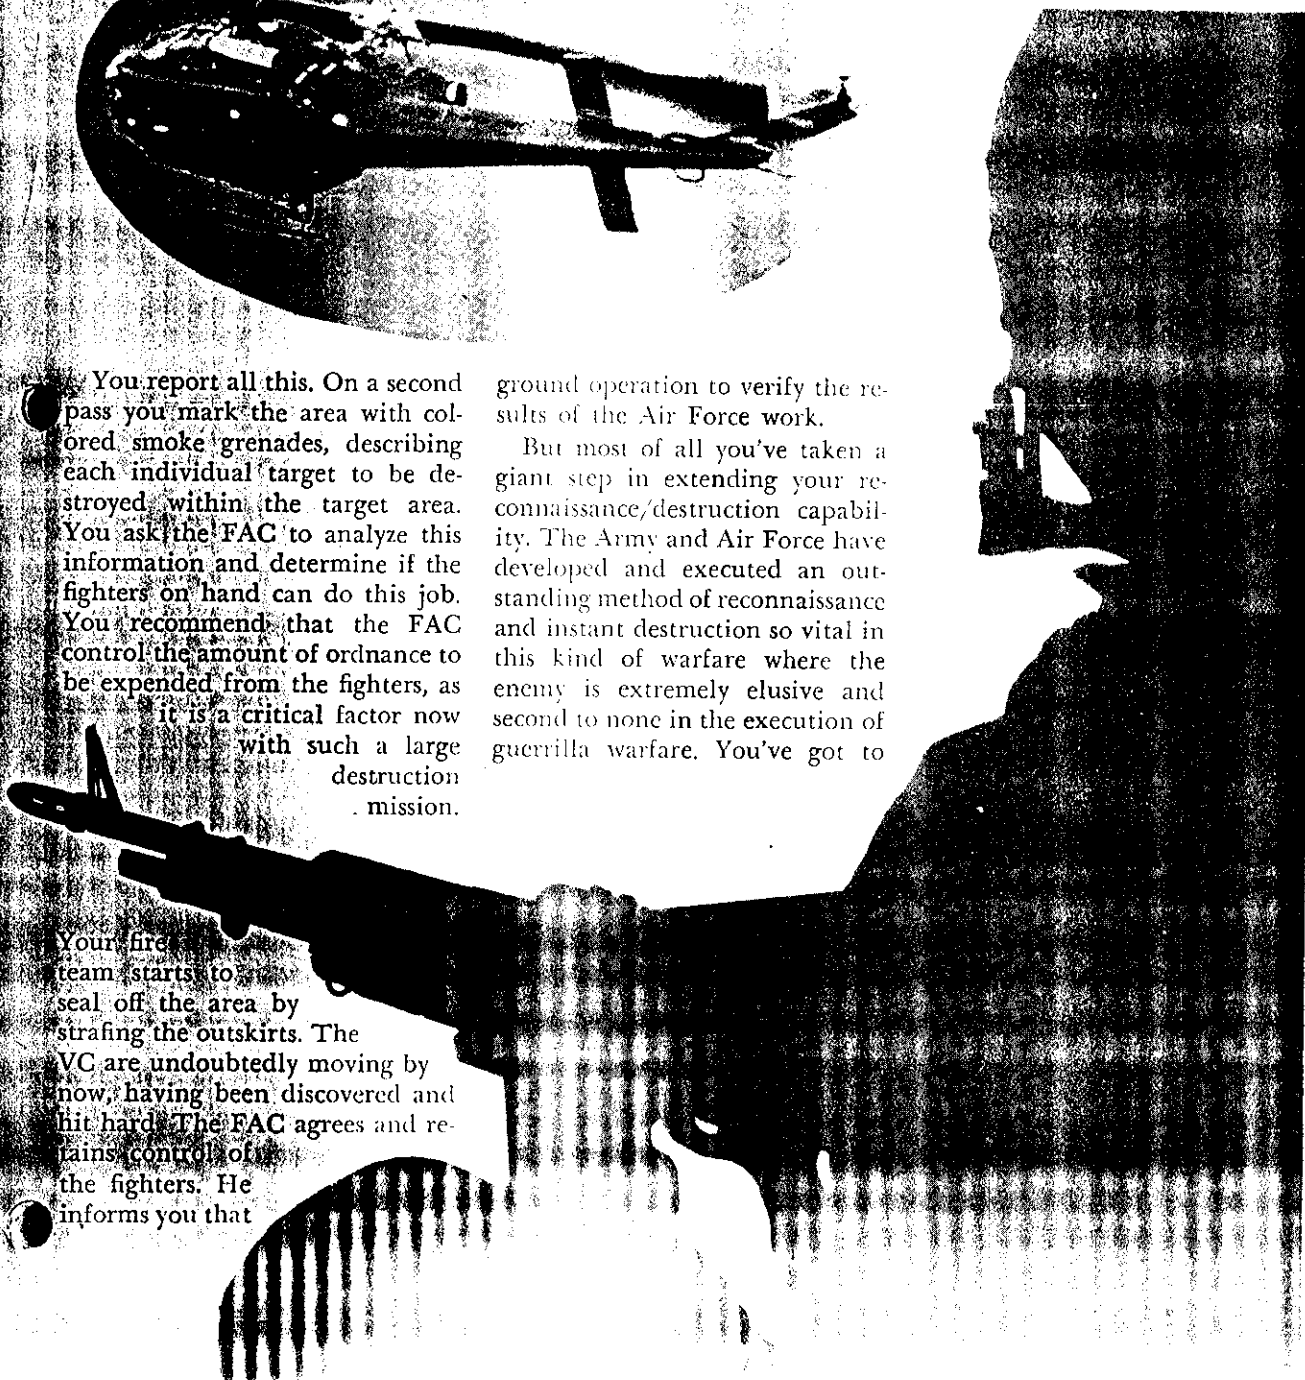 You report all this. On a second
pass you mark the area with col-
ored smoke grenades, describing
each individual target to be de-
stroyed within the target area.
You ask the FAC to analyze this
information and determine if the
fighters on hand can do this job.
You recommend that the FAC
control the amount of ordnance to
be expended from the fighters, as
it is a critical factor now
with such a large
destruction
mission.
Your fire
team starts to
seal off the area by
strafing the outskirts. The
VC are undoubtedly moving by
now, having been discovered and
hit hard. The FAC agrees and re-
tains control of
the fighters. He
informs you that
ground operation to verify the re-
sults of the Air Force work.
But most of all you've taken a
giant step in extending your re-
connaissance/destruction capabil-
ity. The Army and Air Force have
developed and executed an out-
standing method of reconnaissance
and instant destruction so vital in
this kind of warfare where the
enemy is extremely elusive and
second to none in the execution of
guerrilla warfare. You've got to